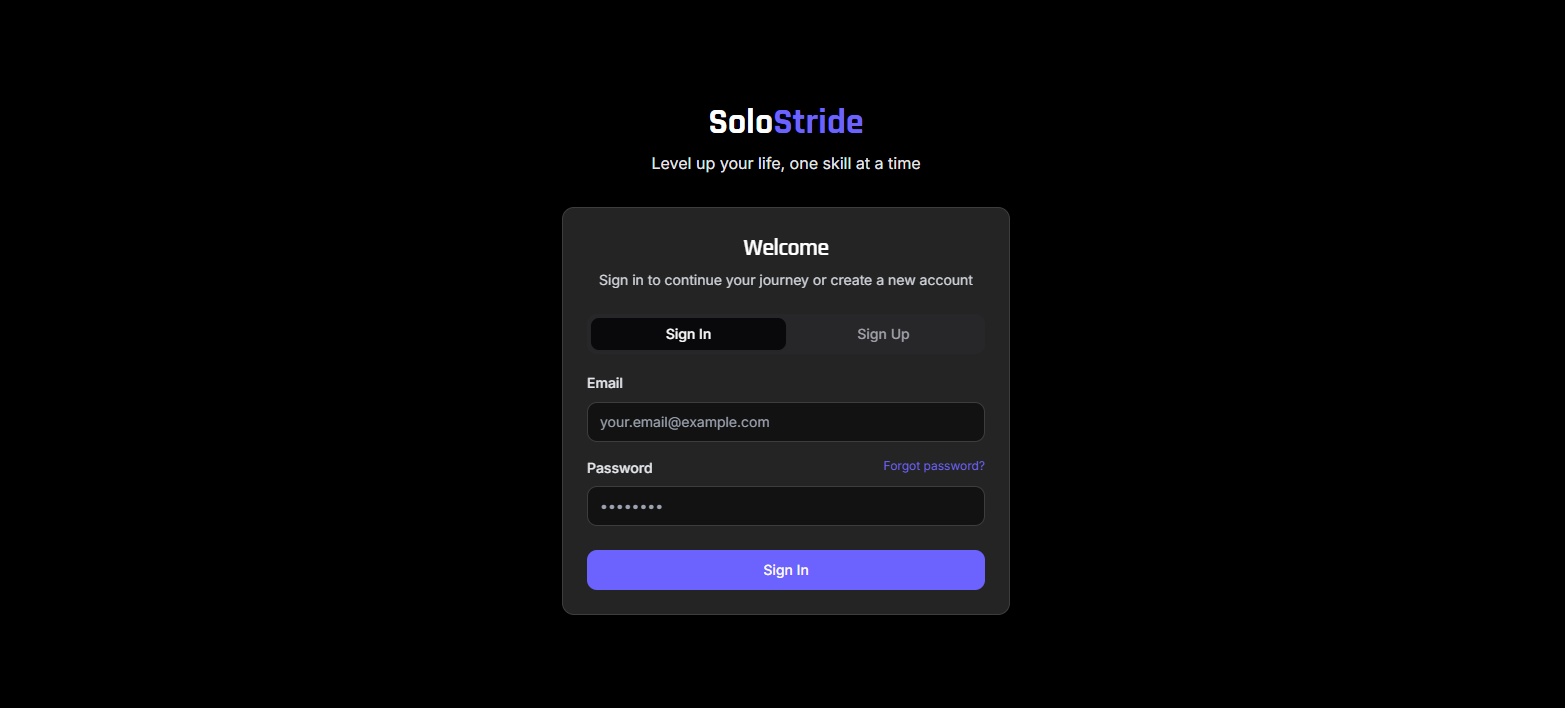 SoloStride
Level up your life, one skill at a time
Welcome
Sign in to continue your journey or create a new account
Sign In Sign Up
Email
your.email@example.com
Password Forgot password?
••••••••
Sign In